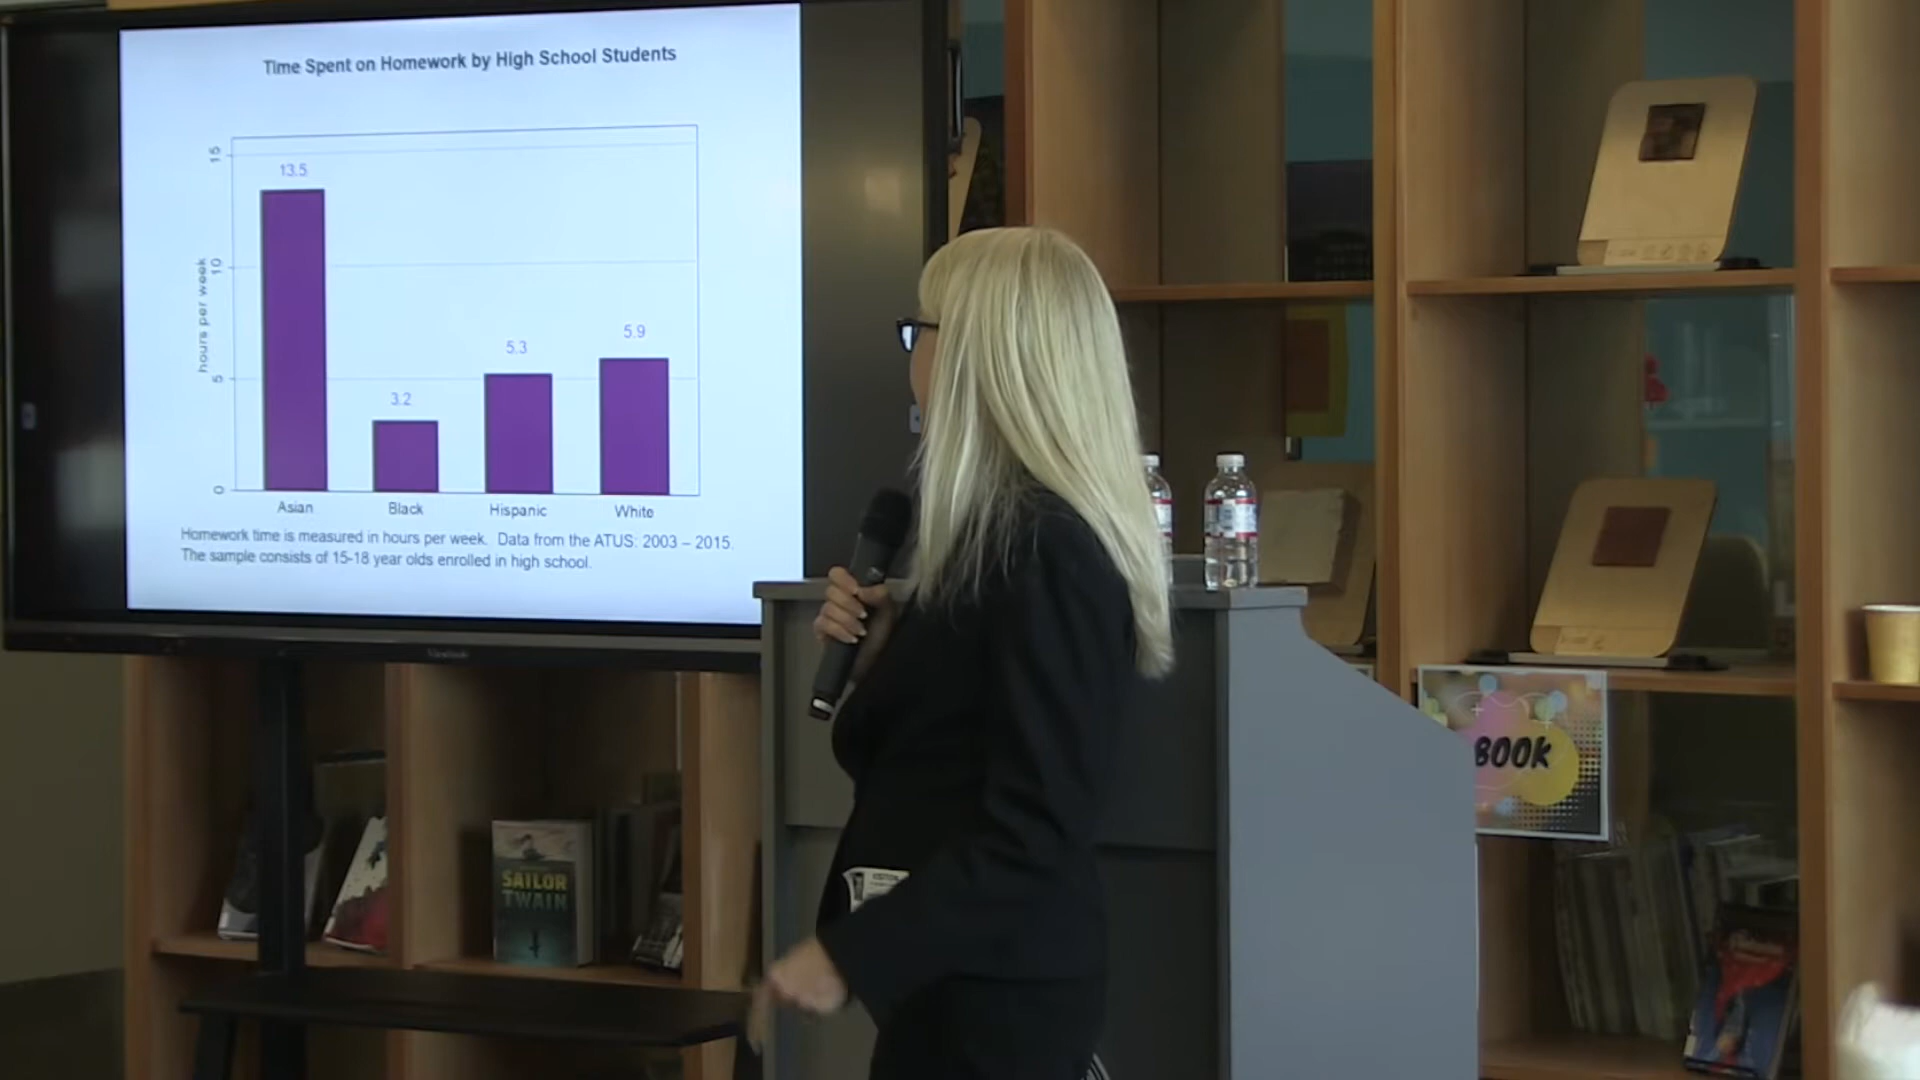 Time Spent on Homework by High School Students
15
13.5
10
hours per week
5.9
5.3
5
3.2
0
Asian Black Hispanic White
Homework time is measured in hours per week. Data from the ATUS: 2003 – 2015.
The sample consists of 15-18 year olds enrolled in high school.
ViewSonic
BOOK
SAILOR
TWAIN